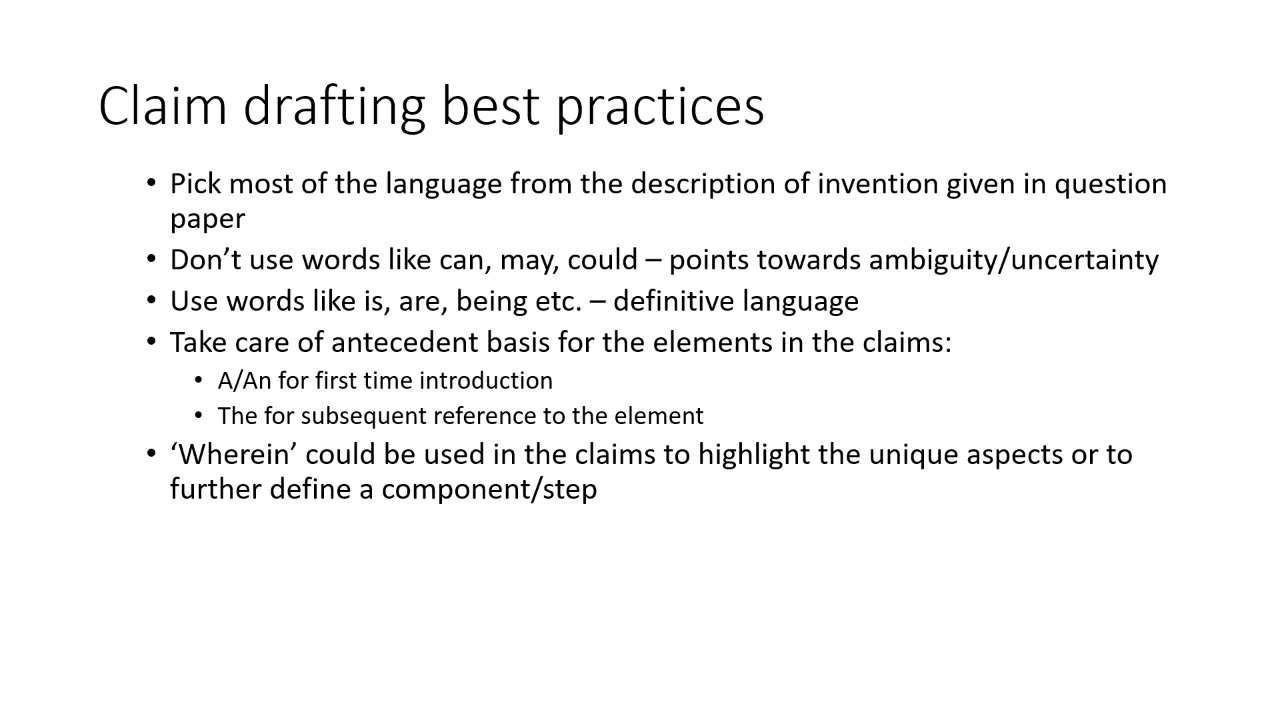 Claim drafting best practices
• Pick most of the language from the description of invention given in question
paper
• Don’t use words like can, may, could – points towards ambiguity/uncertainty
• Use words like is, are, being etc. – definitive language
• Take care of antecedent basis for the elements in the claims:
• A/An for first time introduction
• The for subsequent reference to the element
• ‘Wherein’ could be used in the claims to highlight the unique aspects or to
further define a component/step